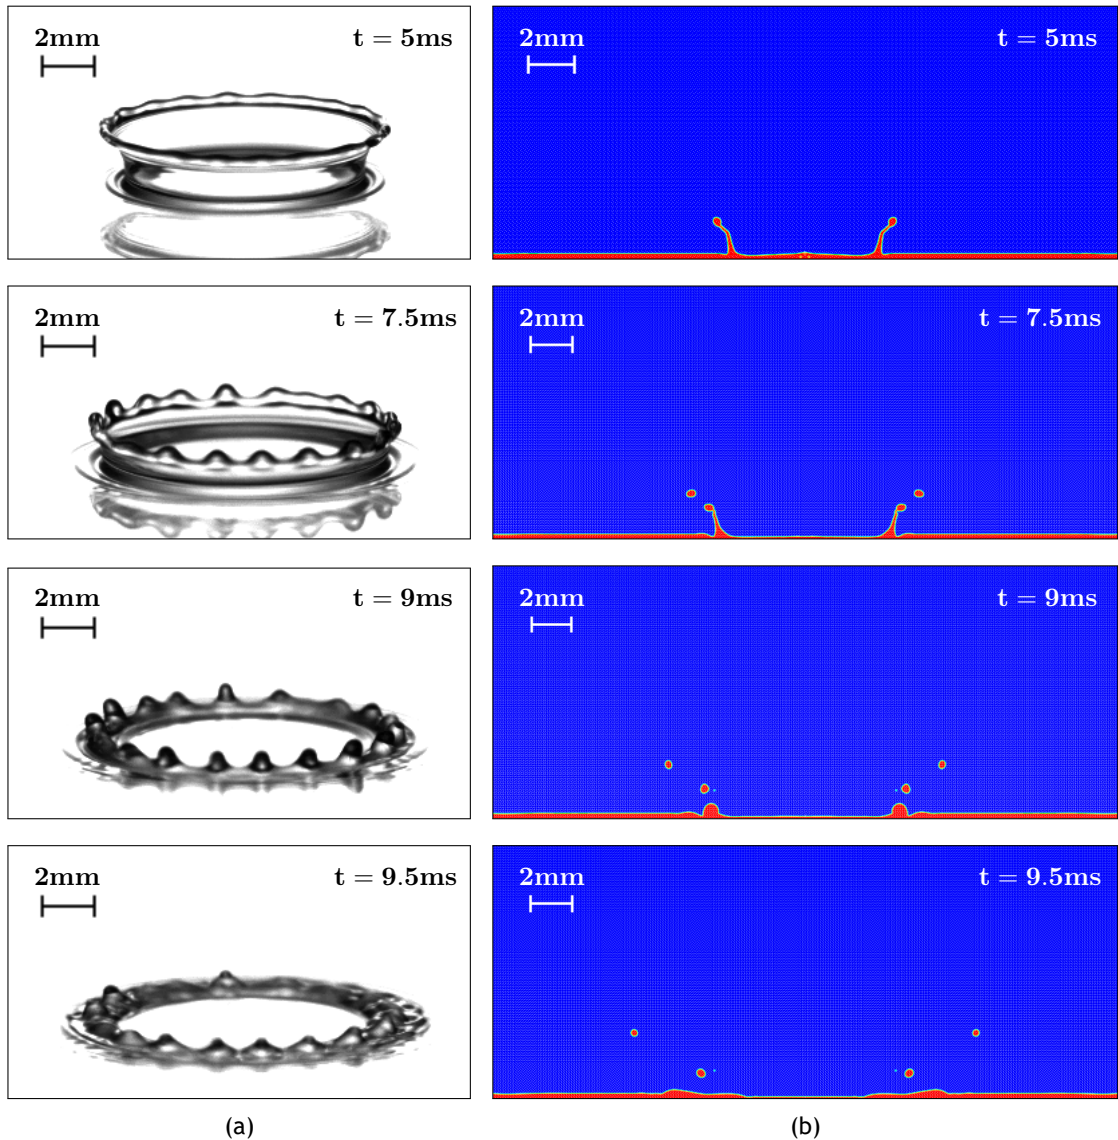 2mm t = 5ms 2mm t = 5ms
2mm t = 7.5ms 2mm t = 7.5ms
2mm t = 9ms 2mm t = 9ms
2mm t = 9.5ms 2mm t = 9.5ms
(a) (b)